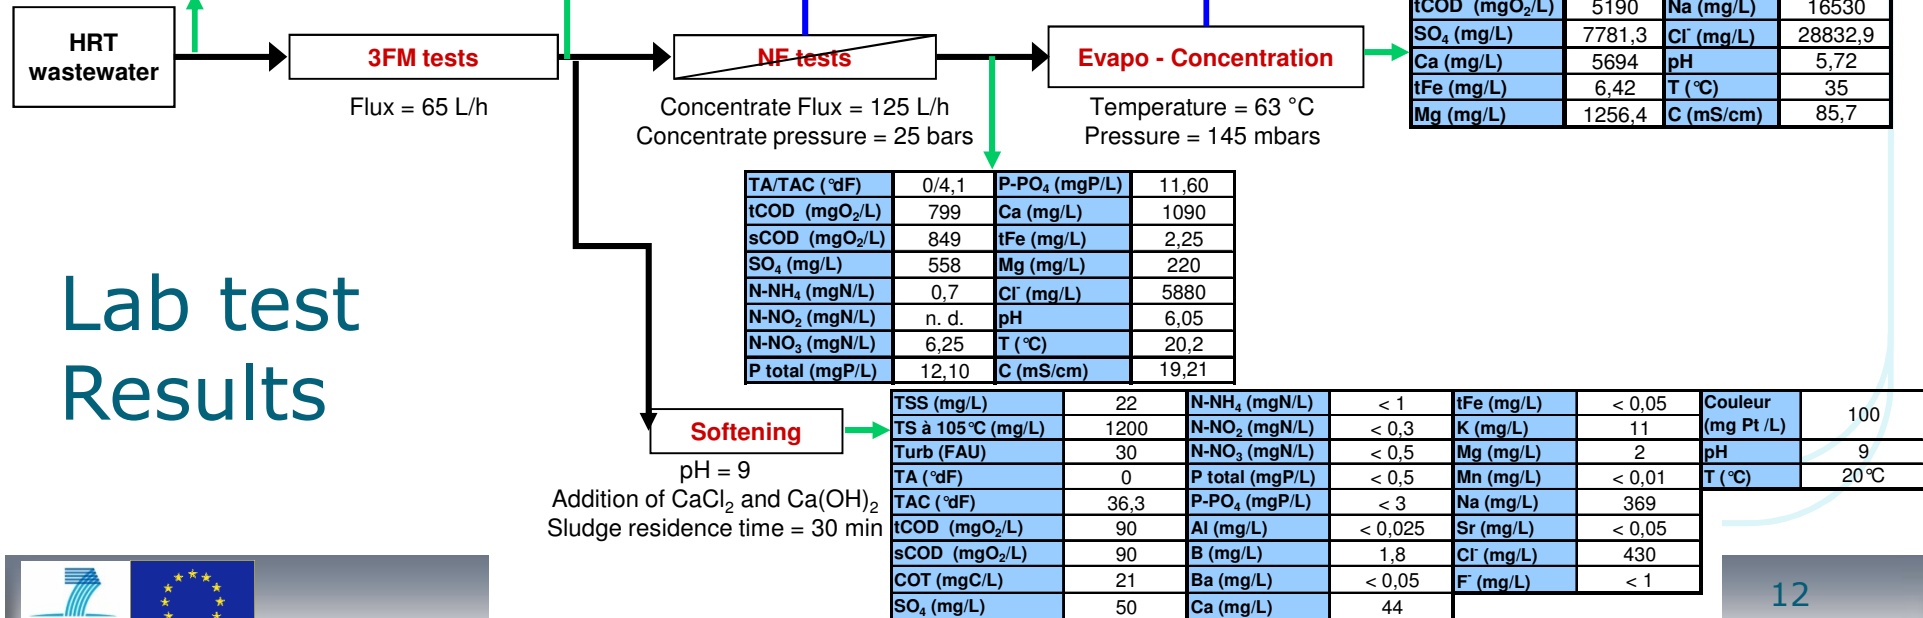 tCOD (mgO2/L) 5190 Na (mg/L) 16530
SO4 (mg/L) 7781,3 Cl- (mg/L) 28832,9
Ca (mg/L) 5694 pH 5,72
tFe (mg/L) 6,42 T (°C) 35
Mg (mg/L) 1256,4 C (mS/cm) 85,7
HRT
wastewater
3FM tests
NF tests
Evapo - Concentration
Flux = 65 L/h
Concentrate Flux = 125 L/h
Concentrate pressure = 25 bars
Temperature = 63 °C
Pressure = 145 mbars
TA/TAC (°dF) 0/4,1 P-PO4 (mgP/L) 11,60
tCOD (mgO2/L) 799 Ca (mg/L) 1090
sCOD (mgO2/L) 849 tFe (mg/L) 2,25
SO4 (mg/L) 558 Mg (mg/L) 220
N-NH4 (mgN/L) 0,7 Cl- (mg/L) 5880
N-NO2 (mgN/L) n. d. pH 6,05
N-NO3 (mgN/L) 6,25 T (°C) 20,2
P total (mgP/L) 12,10 C (mS/cm) 19,21
Lab test
Results
Softening
pH = 9
Addition of CaCl2 and Ca(OH)2
Sludge residence time = 30 min
TSS (mg/L) 22 N-NH4 (mgN/L) < 1 tFe (mg/L) < 0,05 Couleur (mg Pt /L) 100
TS à 105°C (mg/L) 1200 N-NO2 (mgN/L) < 0,3 K (mg/L) 11
Turb (FAU) 30 N-NO3 (mgN/L) < 0,5 Mg (mg/L) 2 pH 9
TA (°dF) 0 P total (mgP/L) < 0,5 Mn (mg/L) < 0,01 T (°C) 20°C
TAC (°dF) 36,3 P-PO4 (mgP/L) < 3 Na (mg/L) 369
tCOD (mgO2/L) 90 Al (mg/L) < 0,025 Sr (mg/L) < 0,05
sCOD (mgO2/L) 90 B (mg/L) 1,8 Cl- (mg/L) 430
COT (mgC/L) 21 Ba (mg/L) < 0,05 F- (mg/L) < 1
SO4 (mg/L) 50 Ca (mg/L) 44
12